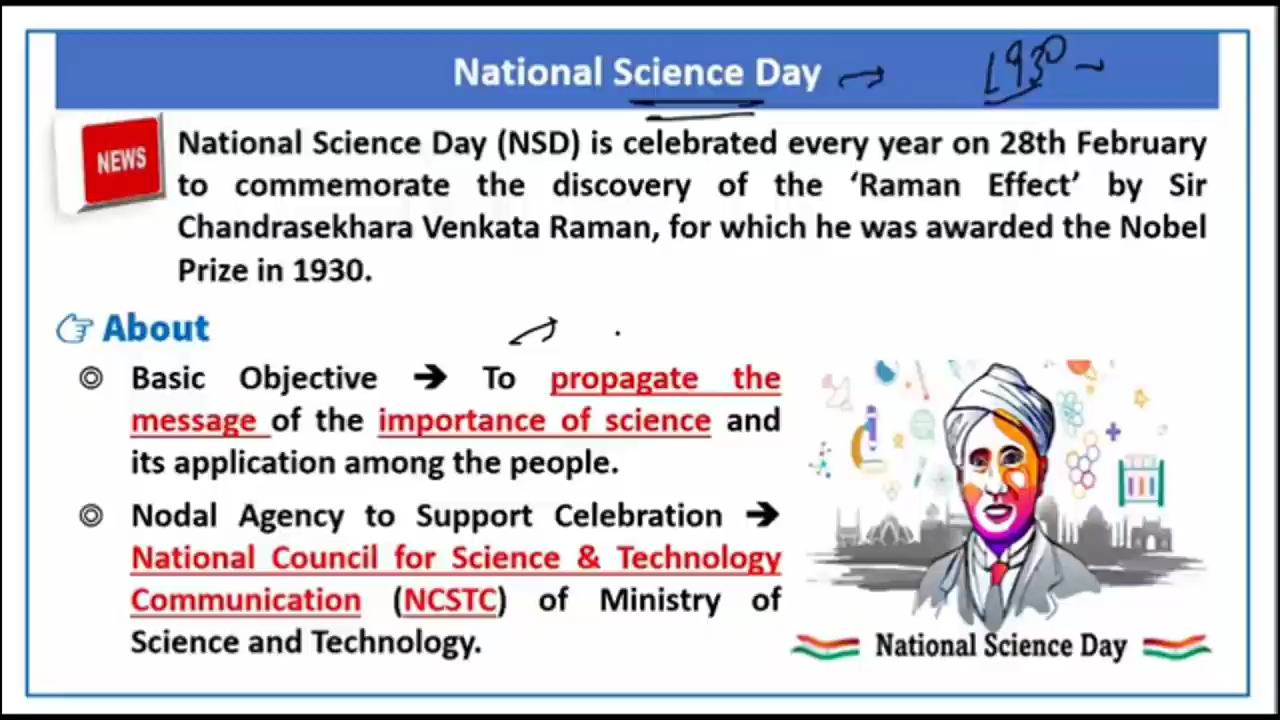 National Science Day
1930
NEWS
National Science Day (NSD) is celebrated every year on 28th February
to commemorate the discovery of the ‘Raman Effect’ by Sir
Chandrasekhara Venkata Raman, for which he was awarded the Nobel
Prize in 1930.
About
Basic Objective ➔ To propagate the
message of the importance of science and
its application among the people.
Nodal Agency to Support Celebration ➔
National Council for Science & Technology
Communication (NCSTC) of Ministry of
Science and Technology.
National Science Day